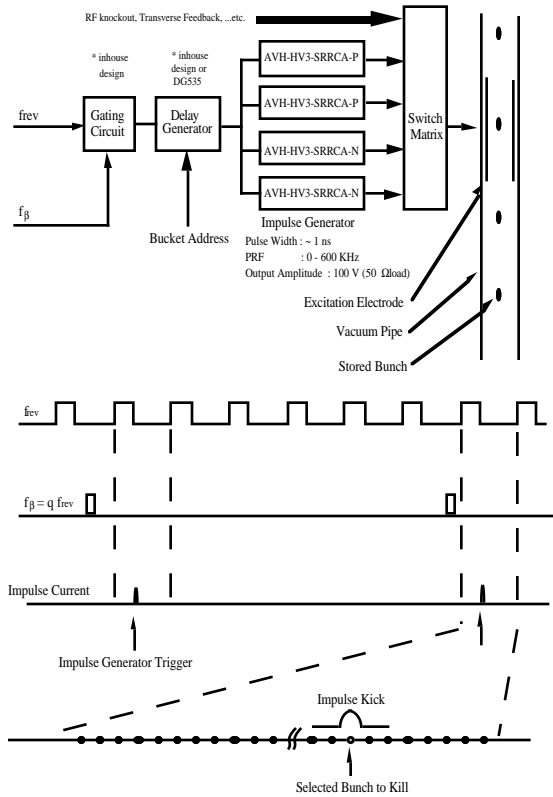 RF knockout, Transverse Feedback, ...etc.
* inhouse
design
* inhouse
design or
DG535
frev
Gating
Circuit
Delay
Generator
AVH-HV3-SRRCA-P
AVH-HV3-SRRCA-P
AVH-HV3-SRRCA-N
AVH-HV3-SRRCA-N
Switch
Matrix
fβ
Bucket Address
Impulse Generator
Pulse Width : ~ 1 ns
PRF : 0 - 600 KHz
Output Amplitude : 100 V (50 Ωload)
Excitation Electrode
Vacuum Pipe
Stored Bunch
frev
fβ = q frev
Impulse Current
Impulse Generator Trigger
Impulse Kick
Selected Bunch to Kill